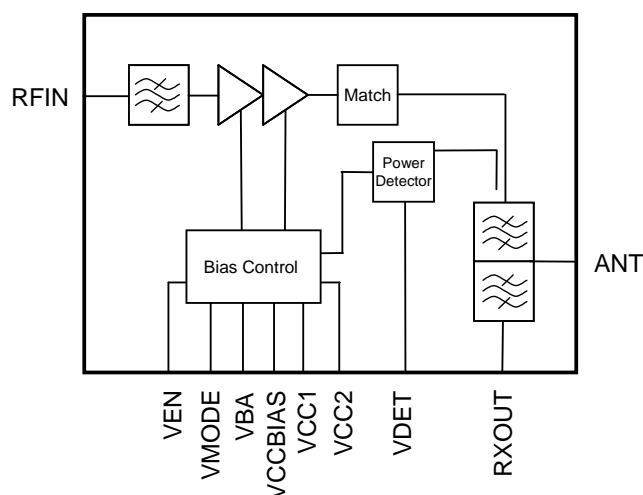 RFIN
Match
Power
Detector
Bias Control
ANT
VEN
VMODE
VBA
VCCBIAS
VCC1
VCC2
VDET
RXOUT